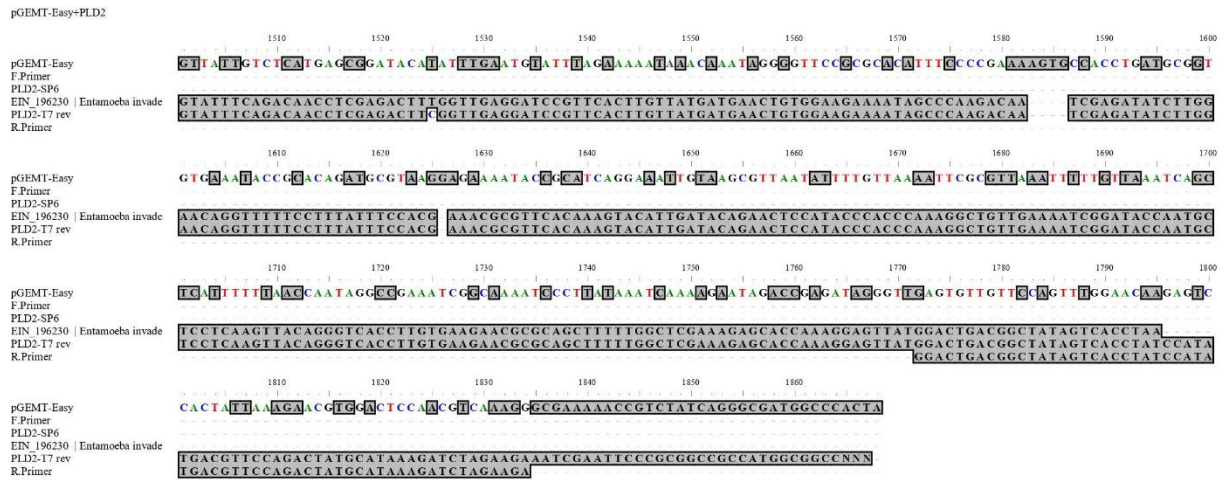 pGEMT-Easy+PLD2
1510 1520 1530 1540 1550 1560 1570 1580 1590 1600
pGEMT-Easy GTTATTGTCTCATGAGCGGATACATATTTGAATGTATTTAGAAAAATAAACAAATAGGGGTTCCGCGCACATTTCCCCGAAAAGTGCCACCTGATGCGGT
F.Primer
PLD2-SP6
EIN_196230 | Entamoeba invade GTATTTCAGACAACCTCGAGACTTTGGTTGAGGATCCGTTCACTTGTTATGATGAACTGTGGAAGAAAATAGCCCAAGACAA----TCGAGATATCTTGG
PLD2-T7 rev GTATTTCAGACAACCTCGAGACTTCGGTTGAGGATCCGTTCACTTGTTATGATGAACTGTGGAAGAAAATAGCCCAAGACAA----TCGAGATATCTTGG
R.Primer
1610 1620 1630 1640 1650 1660 1670 1680 1690 1700
pGEMT-Easy GTGAAATACCGCACAGATGCGTAAGGAGAAAATACCGCATCAGGAAATTGTAAGCGTTAATATTTTGTTAAAATTCGCGTTAAATTTTTGTTAAATCAGC
F.Primer
PLD2-SP6
EIN_196230 | Entamoeba invade AACAGGTTTTTCCTTTATTTCCACG-AAACGCGTTCACAAAGTACATTGATACAGAACTCCATACCCACCCAAAGGCTGTTGAAAATCGGATACCAATGC
PLD2-T7 rev AACAGGTTTTTCCTTTATTTCCACG-AAACGCGTTCACAAAGTACATTGATACAGAACTCCATACCCACCCAAAGGCTGTTGAAAATCGGATACCAATGC
R.Primer
1710 1720 1730 1740 1750 1760 1770 1780 1790 1800
pGEMT-Easy TCATTTTTTAACCAATAGGCCGAAATCGGCAAAATCCCTTATAAATCAAAAGAATAGACCGAGATAGGGTTGAGTGTTGTTCCAGTTTGGAACAAGAGTC
F.Primer
PLD2-SP6
EIN_196230 | Entamoeba invade TCCTCAAGTTACAGGGTCACCTTGTGAAGAACGCGCAGCTTTTTGGCTCGAAAGAGCACCAAAGGAGTTATGGACTGACGGCTATAGTCACCTAA
PLD2-T7 rev TCCTCAAGTTACAGGGTCACCTTGTGAAGAACGCGCAGCTTTTTGGCTCGAAAGAGCACCAAAGGAGTTATGGACTGACGGCTATAGTCACCTATCCATA
R.Primer GGACTGACGGCTATAGTCACCTATCCATA
1810 1820 1830 1840 1850 1860
pGEMT-Easy CACTATTAAAGAACGTGGACTCCAACGTCAAAGGGCGAAAAACCGTCTATCAGGGCGATGGCCCACTA
F.Primer
PLD2-SP6
EIN_196230 | Entamoeba invade
PLD2-T7 rev TGACGTTCCAGACTATGCATAAAGATCTAGAAGAAATCGAATTCCCGCGGCCGCCATGGCGGCCNNN
R.Primer TGACGTTCCAGACTATGCATAAAGATCTAGAAGA